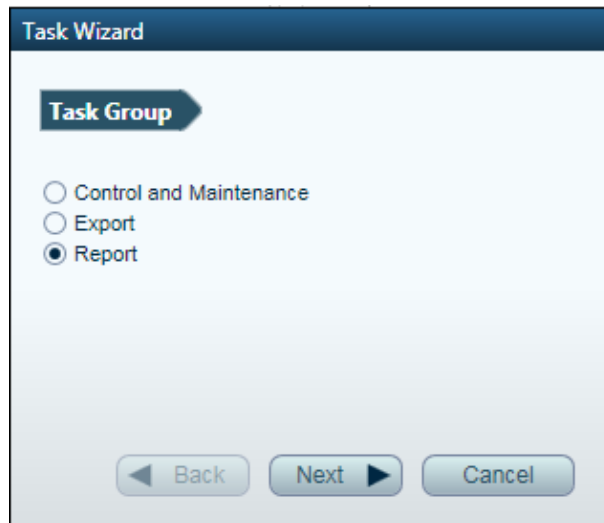 Task Wizard
Task Group
Control and Maintenance
Export
Report
Back Next Cancel